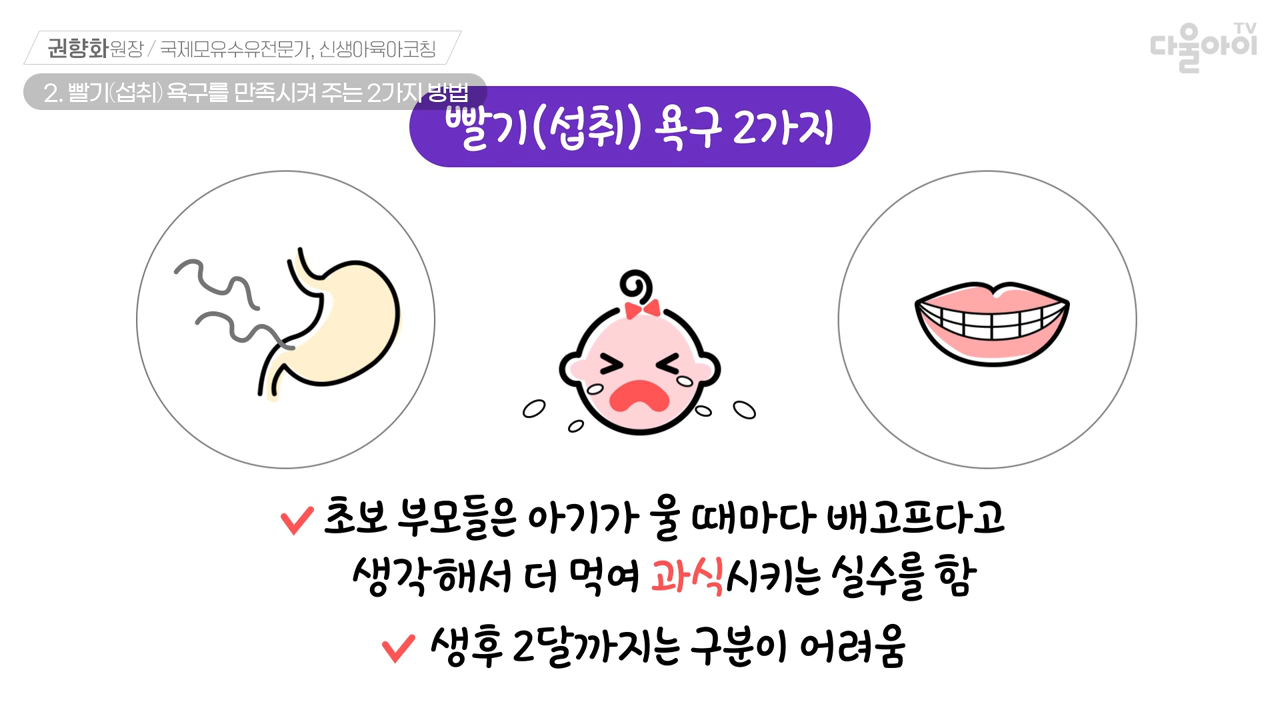 권향화원장 / 국제모유수유전문가, 신생아육아코칭
다울아이 TV
2. 빨기(섭취) 욕구를 만족시켜 주는 2가지 방법
빨기(섭취) 욕구 2가지
초보 부모들은 아기가 울 때마다 배고프다고
생각해서 더 먹여 과식시키는 실수를 함
생후 2달까지는 구분이 어려움